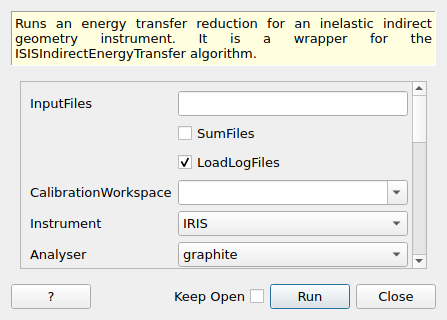 Runs an energy transfer reduction for an inelastic indirect
geometry instrument. It is a wrapper for the
ISISIndirectEnergyTransfer algorithm.
InputFiles
SumFiles
LoadLogFiles
CalibrationWorkspace
Instrument IRIS
Analyser graphite
? Keep Open Run Close